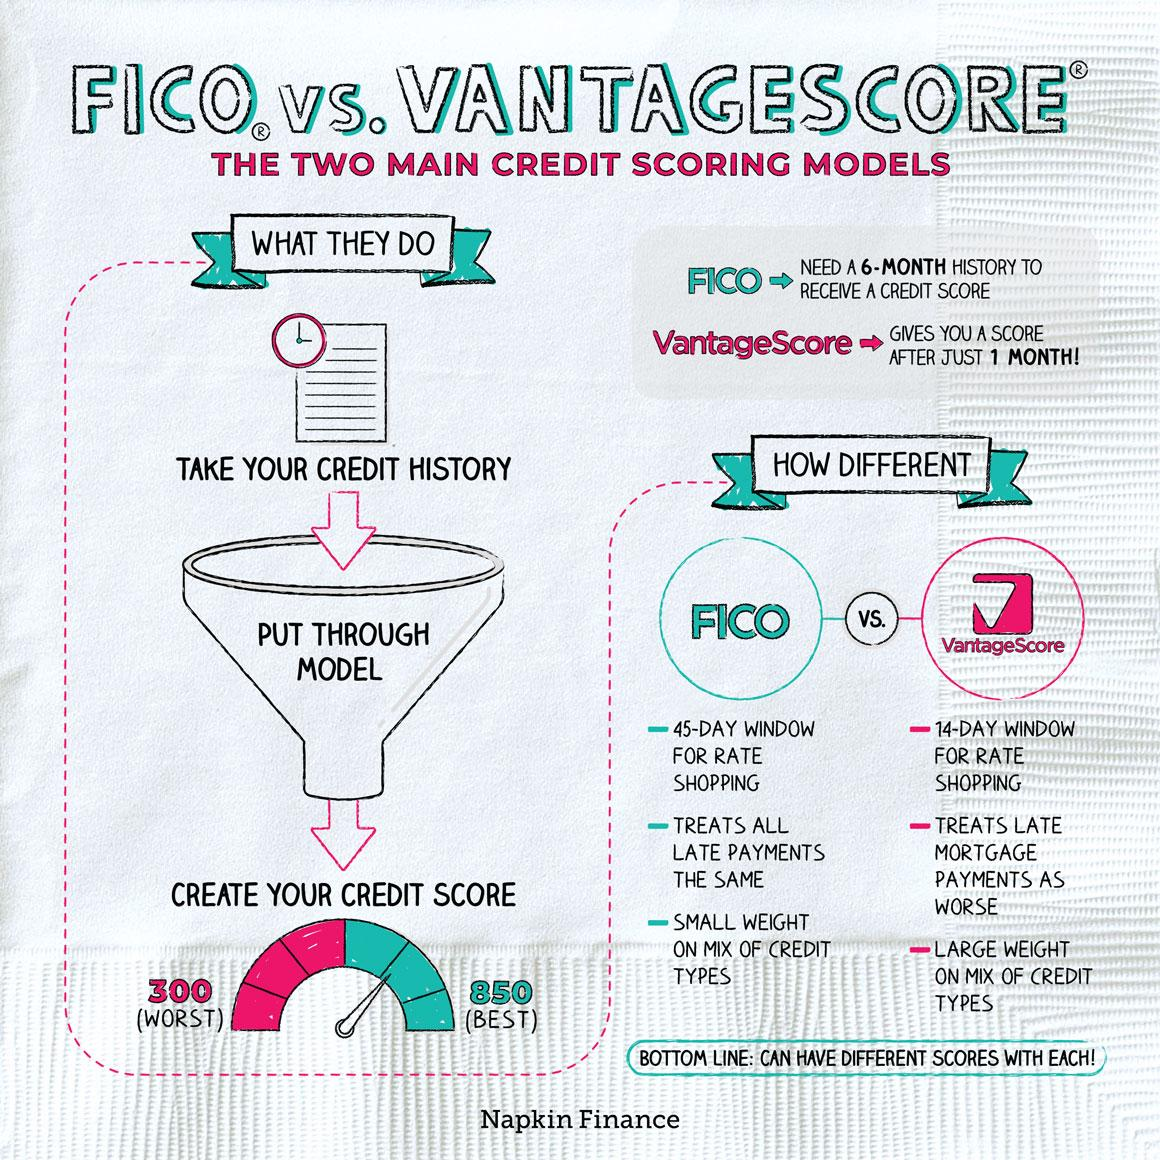 FICO® VS. VANTAGESCORE®
THE TWO MAIN CREDIT SCORING MODELS
WHAT THEY DO
TAKE YOUR CREDIT HISTORY
PUT THROUGH
MODEL
CREATE YOUR CREDIT SCORE
300
(WORST)
850
(BEST)
FICO
NEED A 6-MONTH HISTORY TO
RECEIVE A CREDIT SCORE
VantageScore
GIVES YOU A SCORE
AFTER JUST 1 MONTH!
HOW DIFFERENT
FICO
VS.
VantageScore
45-DAY WINDOW
FOR RATE
SHOPPING
TREATS ALL
LATE PAYMENTS
THE SAME
SMALL WEIGHT
ON MIX OF CREDIT
TYPES
14-DAY WINDOW
FOR RATE
SHOPPING
TREATS LATE
MORTGAGE
PAYMENTS AS
WORSE
LARGE WEIGHT
ON MIX OF CREDIT
TYPES
BOTTOM LINE: CAN HAVE DIFFERENT SCORES WITH EACH!
Napkin Finance